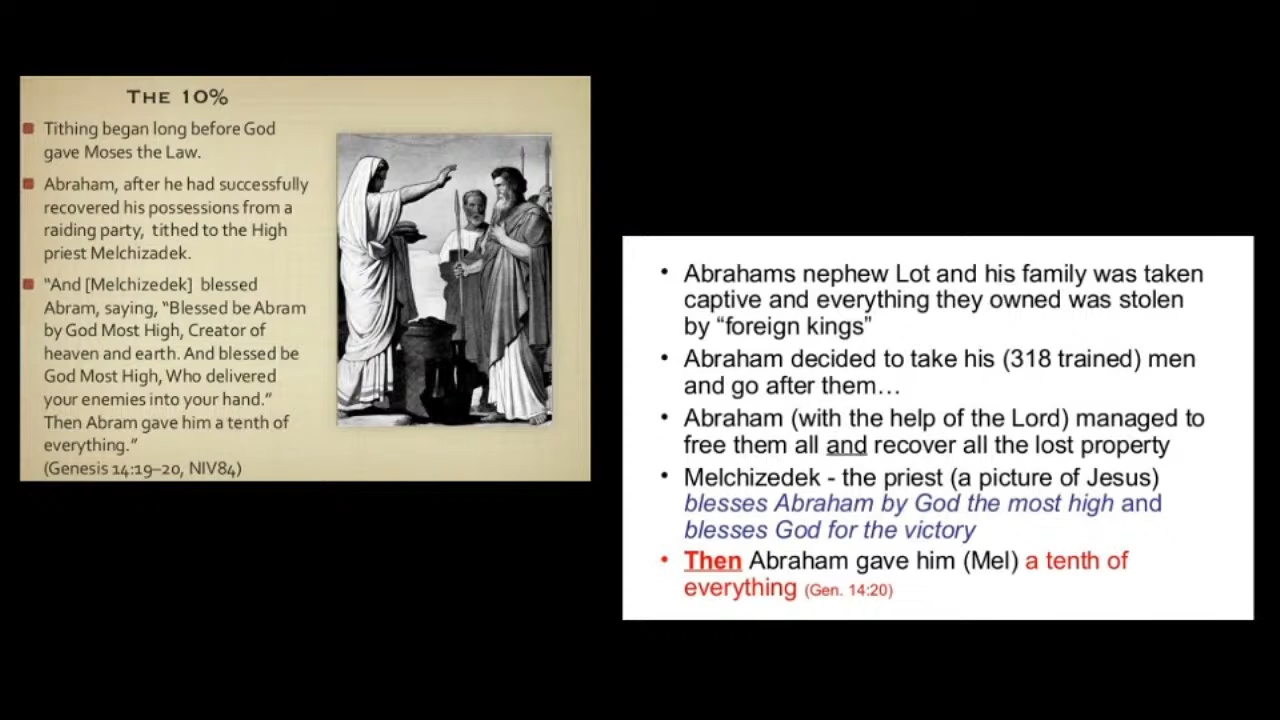 THE 10%
Tithing began long before God
gave Moses the Law.
Abraham, after he had successfully
recovered his possessions from a
raiding party, tithed to the High
priest Melchizadek.
"And [Melchizedek] blessed
Abram, saying, “Blessed be Abram
by God Most High, Creator of
heaven and earth. And blessed be
God Most High, Who delivered
your enemies into your hand.”
Then Abram gave him a tenth of
everything.”
(Genesis 14:19–20, NIV84)
• Abrahams nephew Lot and his family was taken
captive and everything they owned was stolen
by “foreign kings”
• Abraham decided to take his (318 trained) men
and go after them…
• Abraham (with the help of the Lord) managed to
free them all and recover all the lost property
• Melchizedek - the priest (a picture of Jesus)
blesses Abraham by God the most high and
blesses God for the victory
• Then Abraham gave him (Mel) a tenth of
everything (Gen. 14:20)